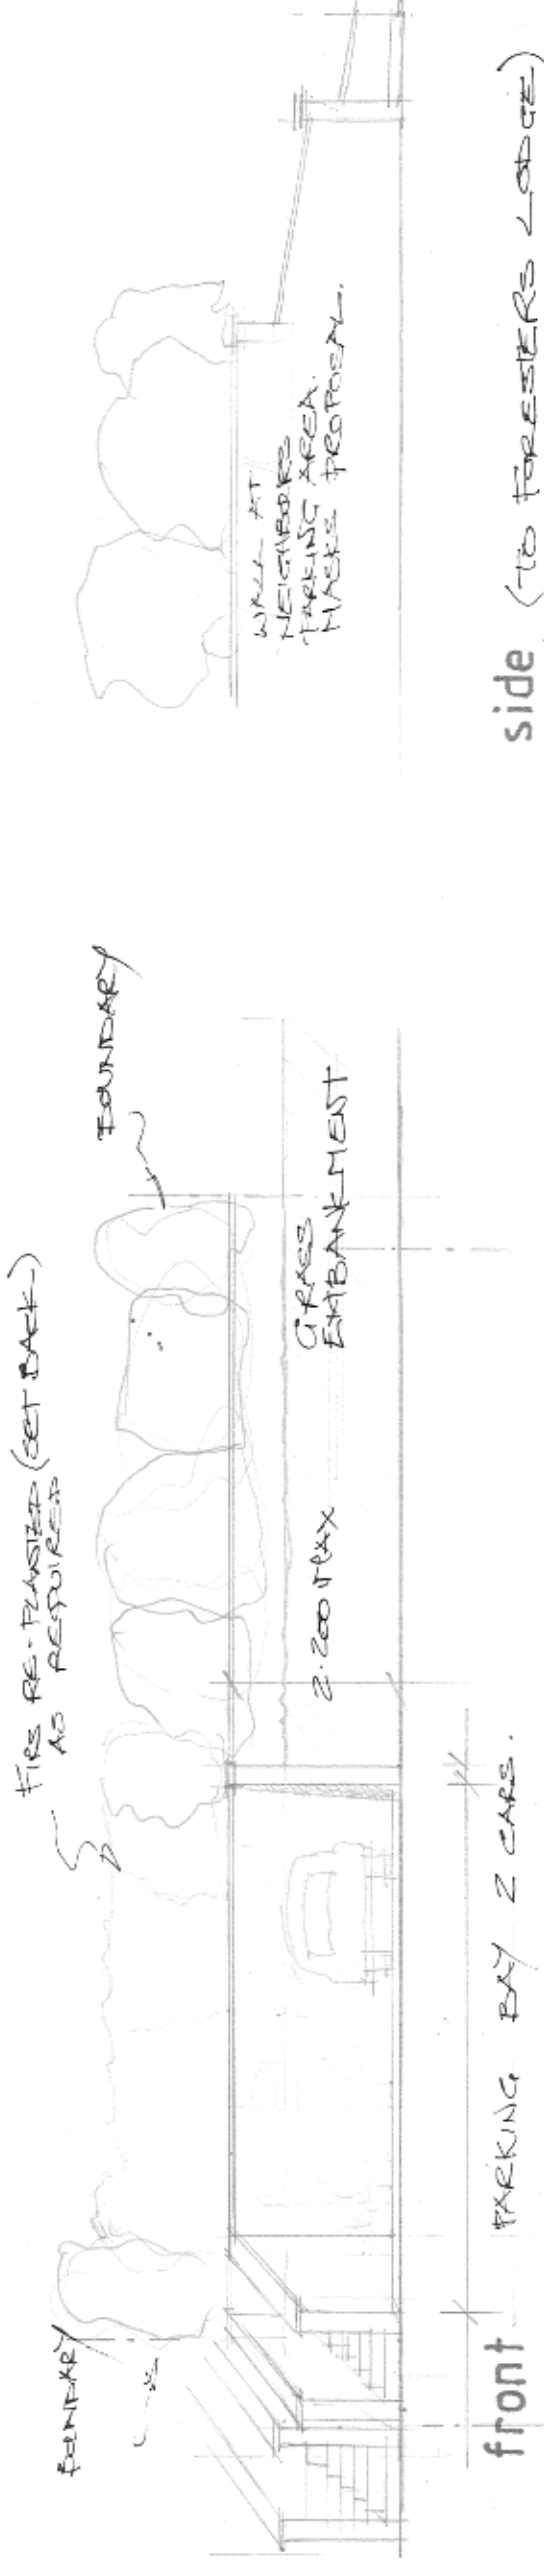 FIRS RE-PLANTED (SET BACK)
AS REQUIRED
BOUNDARY
BOUNDARY
GRASS
EMBANKMENT
2.200 MAX
PARKING BAY 2 CARS.
front
WALL AT
NEIGHBORS
PARKING AREA.
MASKS PROPOSAL.
side (TO FORESTERS LODGE)